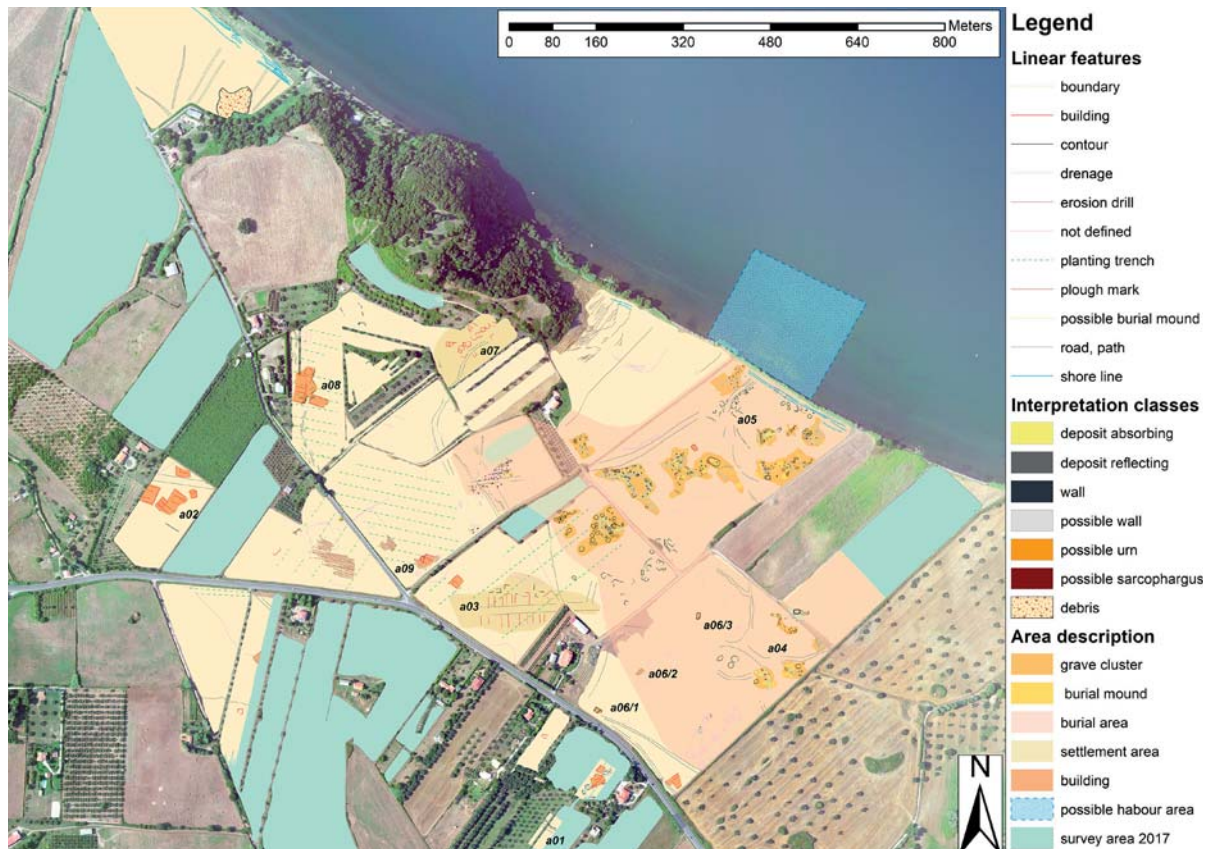 Meters
0 80 160 320 480 640 800
a07
a08
a05
a02
a09
a03
a06/3
a04
a06/2
a06/1
a01
N
Legend
Linear features
boundary
building
contour
drenage
erosion drill
not defined
planting trench
plough mark
possible burial mound
road, path
shore line
Interpretation classes
deposit absorbing
deposit reflecting
wall
possible wall
possible urn
possible sarcophargus
debris
Area description
grave cluster
burial mound
burial area
settlement area
building
possible habour area
survey area 2017